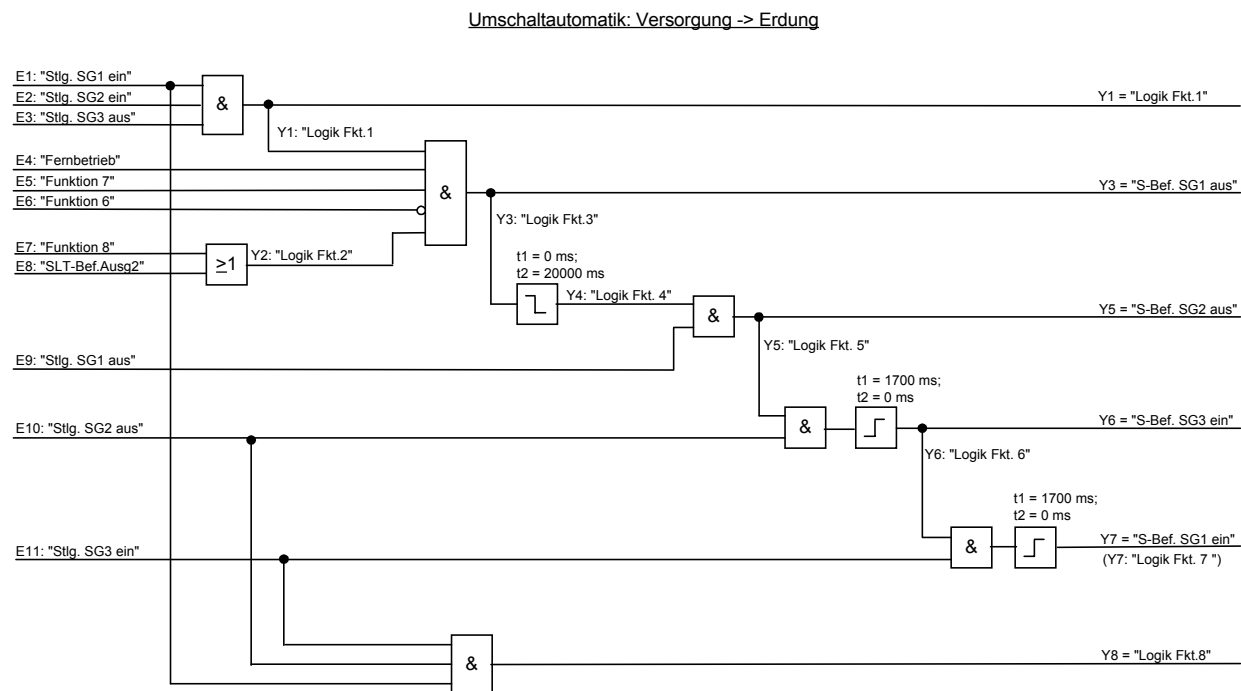 Umschaltautomatik: Versorgung -> Erdung
E1: "Stlg. SG1 ein"
E2: "Stlg. SG2 ein"
E3: "Stlg. SG3 aus"
&
Y1 = "Logik Fkt.1"
Y1: "Logik Fkt.1
E4: "Fernbetrieb"
E5: "Funktion 7"
E6: "Funktion 6"
&
Y3 = "S-Bef. SG1 aus"
Y3: "Logik Fkt.3"
E7: "Funktion 8"
E8: "SLT-Bef.Ausg2"
≥1
Y2: "Logik Fkt.2"
t1 = 0 ms;
t2 = 20000 ms
Y4: "Logik Fkt. 4"
&
Y5 = "S-Bef. SG2 aus"
Y5: "Logik Fkt. 5"
E9: "Stlg. SG1 aus"
t1 = 1700 ms;
t2 = 0 ms
E10: "Stlg. SG2 aus"
&
Y6 = "S-Bef. SG3 ein"
Y6: "Logik Fkt. 6"
t1 = 1700 ms;
t2 = 0 ms
E11: "Stlg. SG3 ein"
&
Y7 = "S-Bef. SG1 ein"
(Y7: "Logik Fkt. 7 ")
&
Y8 = "Logik Fkt.8"